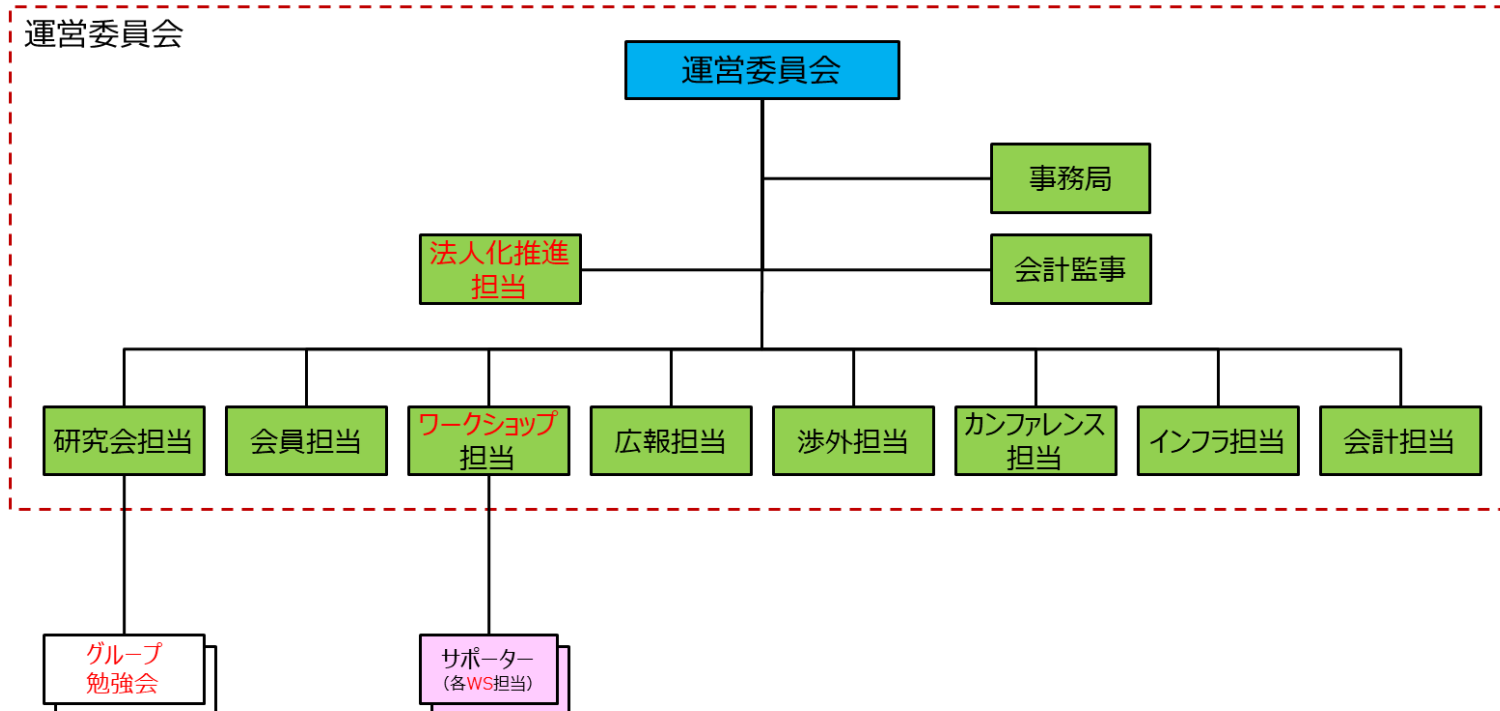 運営委員会
運営委員会
事務局
法人化推進
担当
会計監事
研究会担当
会員担当
ワークショップ
担当
広報担当
渉外担当
カンファレンス
担当
インフラ担当
会計担当
グループ
勉強会
サポーター
(各WS担当)